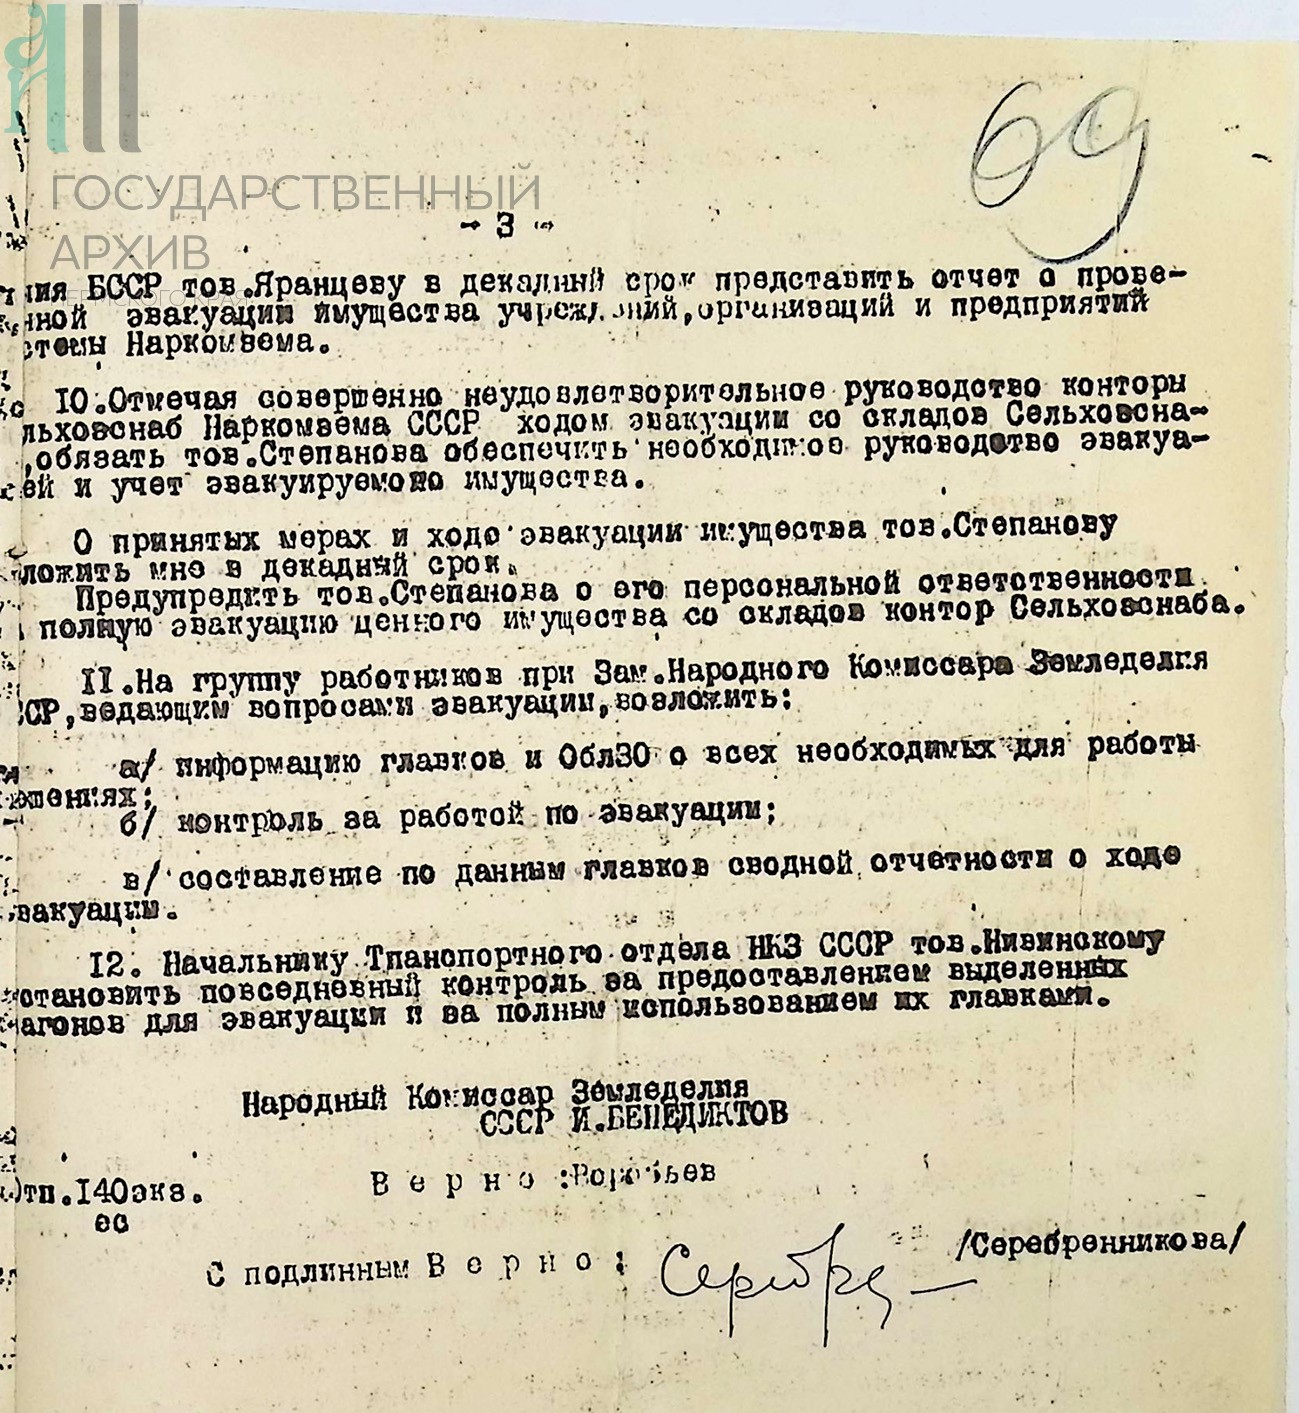 69
ГОСУДАРСТВЕННЫЙ
АРХИВ
- 3 -
ния БССР тов.Яранцеву в декадний срок представить отчет о прове-
нной эвакуации имущества учреждений,организаций и предприятий
стемы Наркомзема.
10.Отмечая совершенно неудовлетворительное руководство конторы
льхозснаб Наркомзема СССР ходом эвакуации со складов Сельхозсна-
,обязать тов.Степанова обеспечить необходимое руководство эвакуа-
ей и учет эвакуируемого имущества.
О принятых мерах и ходе эвакуации имущества тов.Степанову
ложить мне в декадный срок.
Предупредить тов.Степанова о его персональной ответственности
полную эвакуацию ценного имущества со складов контор Сельхозснаба.
11.На группу работников при Зам.Народного Комиссара Земледелия
ССР,ведающим вопросами эвакуации,возложить:
а/ информацию главков и ОблЗО о всех необходимых для работы
ешениях;
б/ контроль за работой по эвакуации;
в/ составление по данным главков сводной отчетности о ходе
вакуации.
12. Начальнику Тпанспортного отдела НКЗ СССР тов.Нивинскому
становить повседневный контроль за предоставлением выделенных
агонов для эвакуации и за полным использованием их главками.
Народный Комиссар Земледелия
СССР И.БЕНЕДИКТОВ
В е р н о :Воробьев
Отп.140экз.
ес
/Серебренникова/
С подлинным В е р н о :